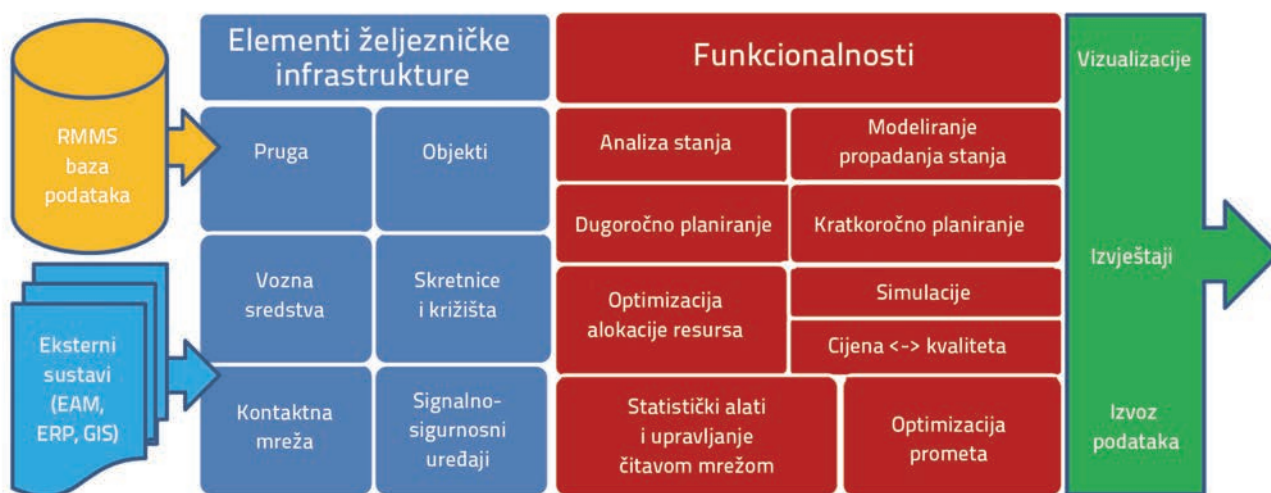 RMMS
baza
podataka
Eksterni
sustavi
(EAM,
ERP, GIS)
Elementi željezničke
infrastrukture
Pruga
Objekti
Vozna
sredstva
Skretnice
i križišta
Kontaktna
mreža
Signalno-
sigurnosni
uređaji
Funkcionalnosti
Analiza stanja
Modeliranje
propadanja stanja
Dugoročno planiranje
Kratkoročno planiranje
Optimizacija
alokacije resursa
Simulacije
Cijena <-> kvaliteta
Statistički alati
i upravljanje
čitavom mrežom
Optimizacija
prometa
Vizualizacije
Izvještaji
Izvoz
podataka